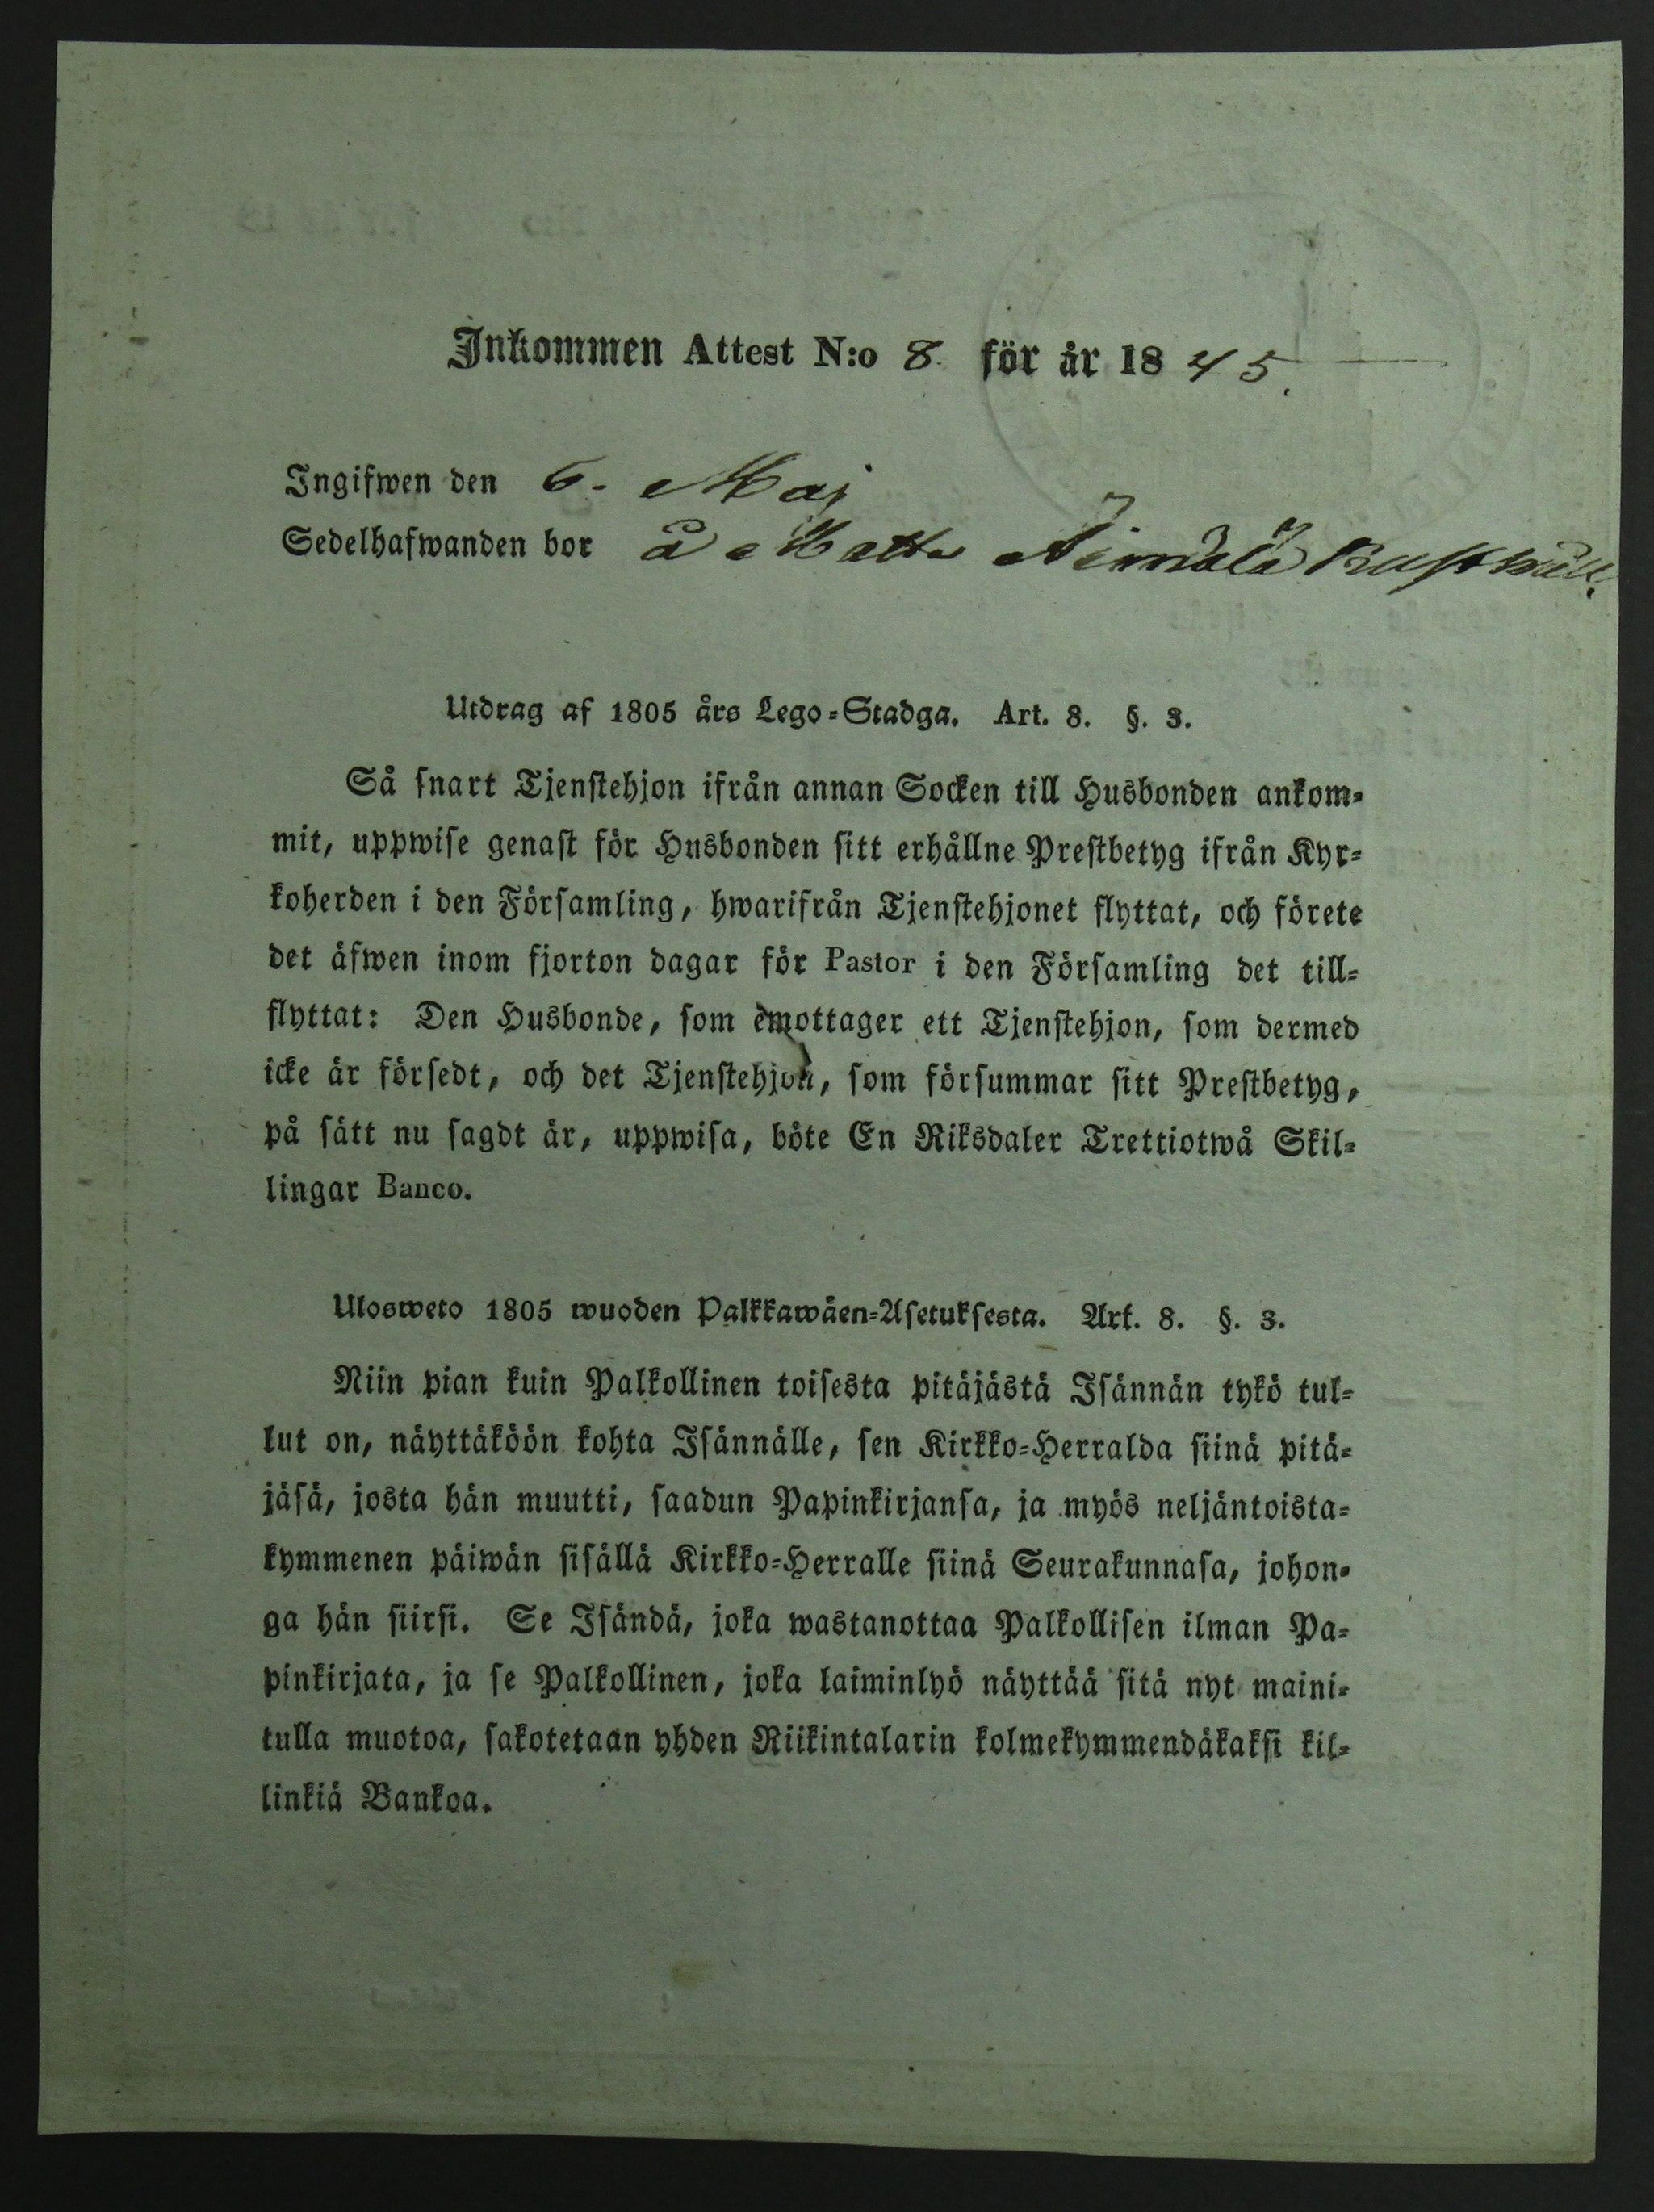 Inkommen Attest N:o 8 för år 1845.
Ingifwen den 6. Maj
Sedelhafwanden bor å Matts Äimälä Rusthåll.
Utdrag af 1805 års Lego=Stadga. Art. 8. §. 3.
Så snart Tjenstehjon ifrån annan Socken till Husbonden ankom=
mit, uppwise genast för Husbonden sitt erhållne Prestbetyg ifrån Kyr=
koherden i den Församling, hwarifrån Tjenstehjonet flyttat, och förete
det äfwen inom fjorton dagar för Pastor i den Församling det till=
flyttat: Den Husbonde, som emottager ett Tjenstehjon, som dermed
icke är försedt, och det Tjenstehjon, som försummar sitt Prestbetyg,
på sätt nu sagdt är, uppwisa, böte En Riksdaler Trettiotwå Skil=
lingar Banco.
Ulosweto 1805 wuoden Palkkawäen=Asetuksesta. Art. 8. §. 3.
Niin pian kuin Palkollinen toisesta pitäjästä Isännän tykö tul=
lut on, näyttäköön kohta Isännälle, sen Kirkko=Herralda siinä pitä=
jäsä, josta hän muutti, saadun Papinkirjansa, ja myös neljäntoista=
kymmenen päiwän sisällä Kirkko=Herralle siinä Seurakunnasa, johon=
ga hän siirsi. Se Isändä, joka wastanottaa Palkollisen ilman Pa=
pinkirjata, ja se Palkollinen, joka laiminlyö näyttää sitä nyt maini=
tulla muotoa, sakotetaan yhden Riikintalarin kolmekymmendäkaksi kil=
linkiä Bankoa.